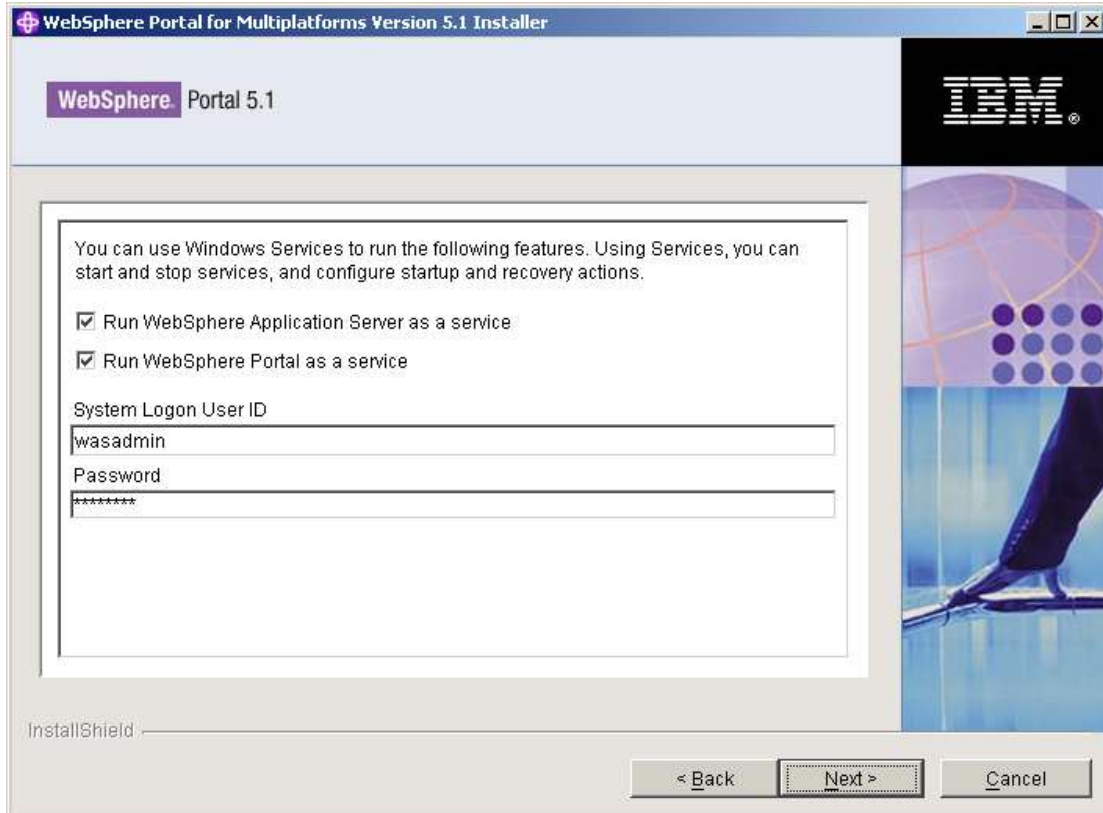 WebSphere Portal for Multiplatforms Version 5.1 Installer
WebSphere. Portal 5.1
IBM®
You can use Windows Services to run the following features. Using Services, you can
start and stop services, and configure startup and recovery actions.
Run WebSphere Application Server as a service
Run WebSphere Portal as a service
System Logon User ID
wasadmin
Password
********
InstallShield
< Back
Next >
Cancel